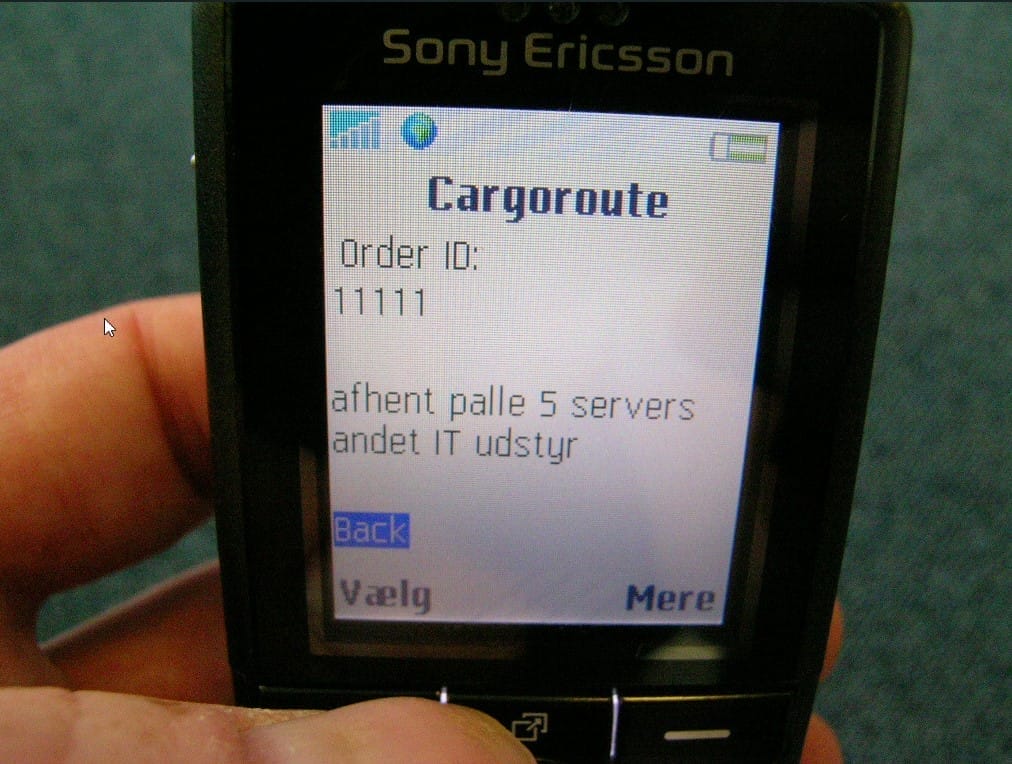 Sony Ericsson
Cargoroute
Order ID:
11111
afhent palle 5 servers
andet IT udstyr
Back
Vælg
Mere